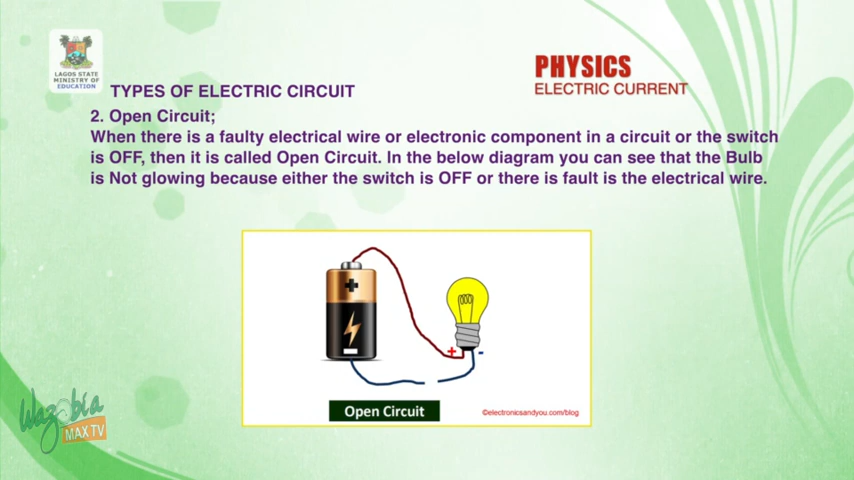 LAGOS STATE
MINISTRY OF
EDUCATION
PHYSICS
ELECTRIC CURRENT
TYPES OF ELECTRIC CIRCUIT
2. Open Circuit;
When there is a faulty electrical wire or electronic component in a circuit or the switch
is OFF, then it is called Open Circuit. In the below diagram you can see that the Bulb
is Not glowing because either the switch is OFF or there is fault is the electrical wire.
+
+ -
Open Circuit
©electronicsandyou.com/blog
Wazobia
MAX TV